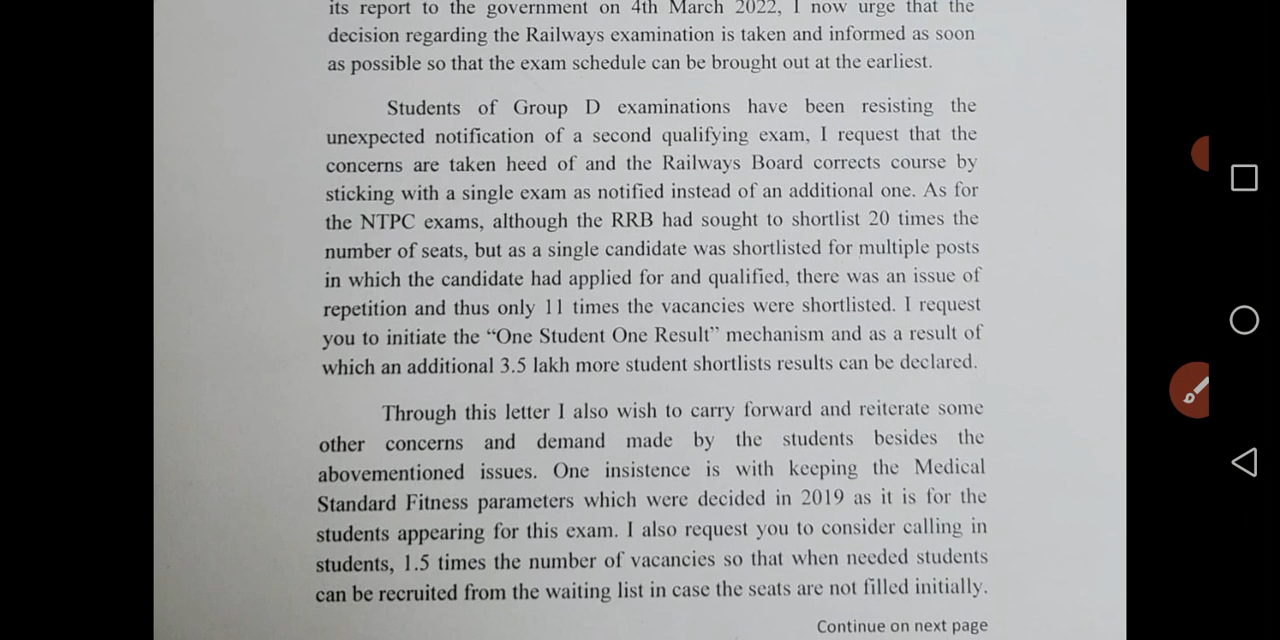 its report to the government on 4th March 2022, I now urge that the
decision regarding the Railways examination is taken and informed as soon
as possible so that the exam schedule can be brought out at the earliest.
Students of Group D examinations have been resisting the
unexpected notification of a second qualifying exam, I request that the
concerns are taken heed of and the Railways Board corrects course by
sticking with a single exam as notified instead of an additional one. As for
the NTPC exams, although the RRB had sought to shortlist 20 times the
number of seats, but as a single candidate was shortlisted for multiple posts
in which the candidate had applied for and qualified, there was an issue of
repetition and thus only 11 times the vacancies were shortlisted. I request
you to initiate the “One Student One Result” mechanism and as a result of
which an additional 3.5 lakh more student shortlists results can be declared.
Through this letter I also wish to carry forward and reiterate some
other concerns and demand made by the students besides the
abovementioned issues. One insistence is with keeping the Medical
Standard Fitness parameters which were decided in 2019 as it is for the
students appearing for this exam. I also request you to consider calling in
students, 1.5 times the number of vacancies so that when needed students
can be recruited from the waiting list in case the seats are not filled initially.
Continue on next page